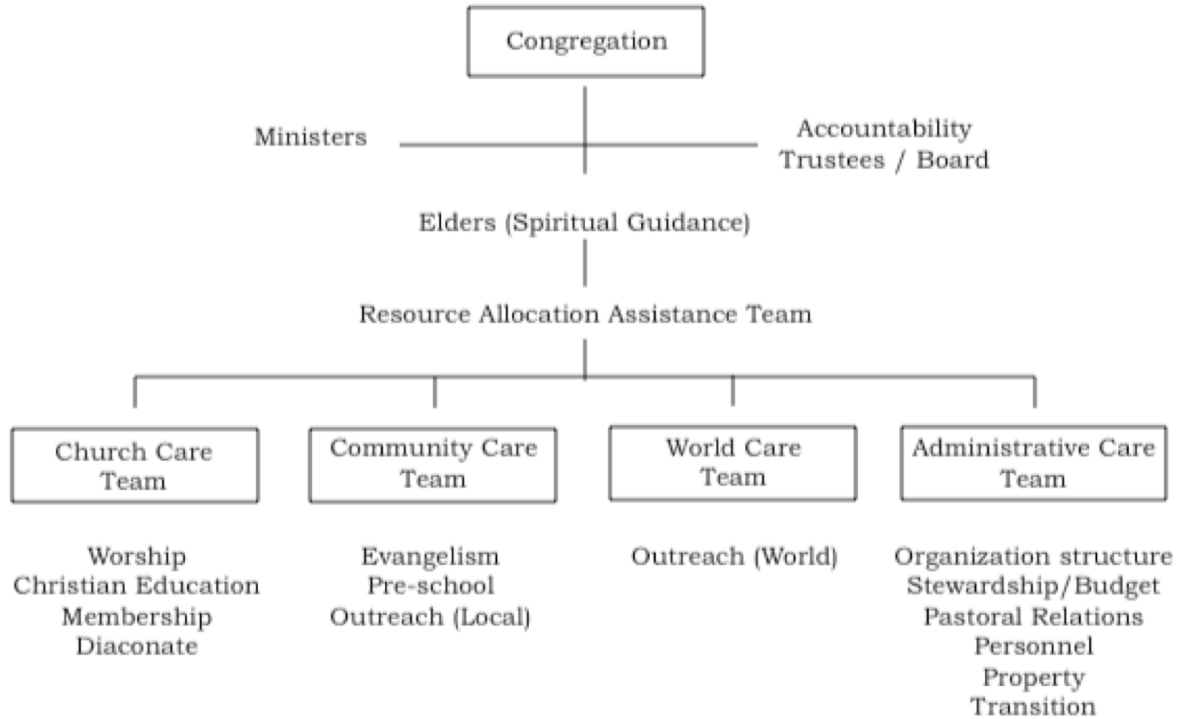 Congregation
Ministers
Accountability
Trustees / Board
Elders (Spiritual Guidance)
Resource Allocation Assistance Team
Church Care
Team
Community Care
Team
World Care
Team
Administrative Care
Team
Worship
Christian Education
Membership
Diaconate
Evangelism
Pre-school
Outreach (Local)
Outreach (World)
Organization structure
Stewardship/Budget
Pastoral Relations
Personnel
Property
Transition